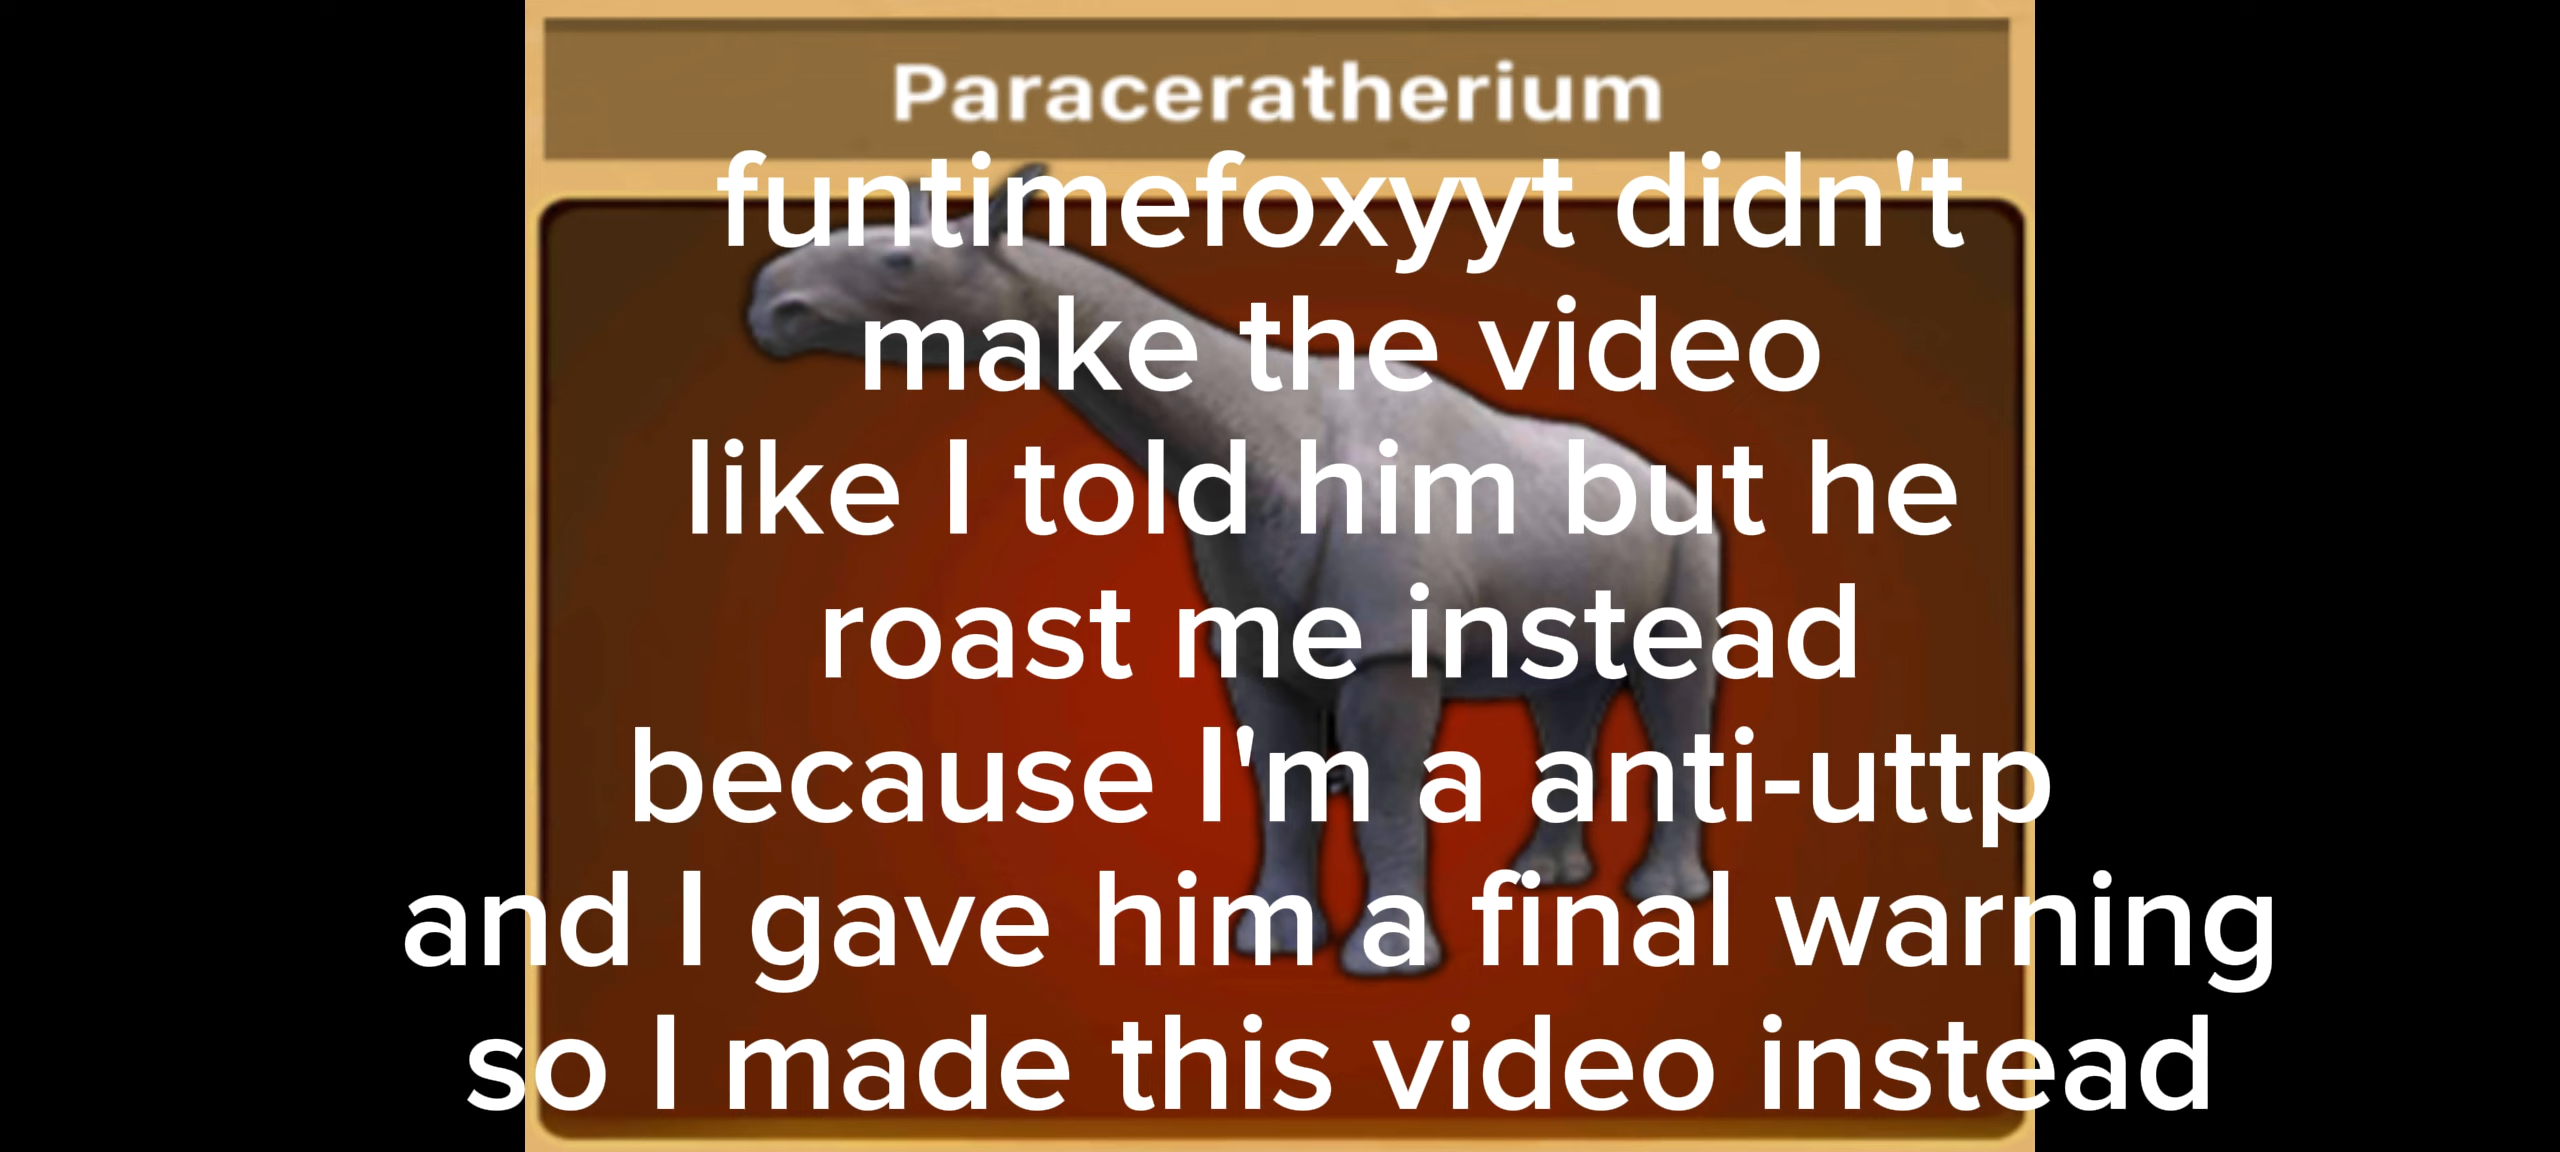 Paraceratherium
funtimefoxyyt didn't
make the video
like I told him but he
roast me instead
because I'm a anti-uttp
and I gave him a final warning
so I made this video instead